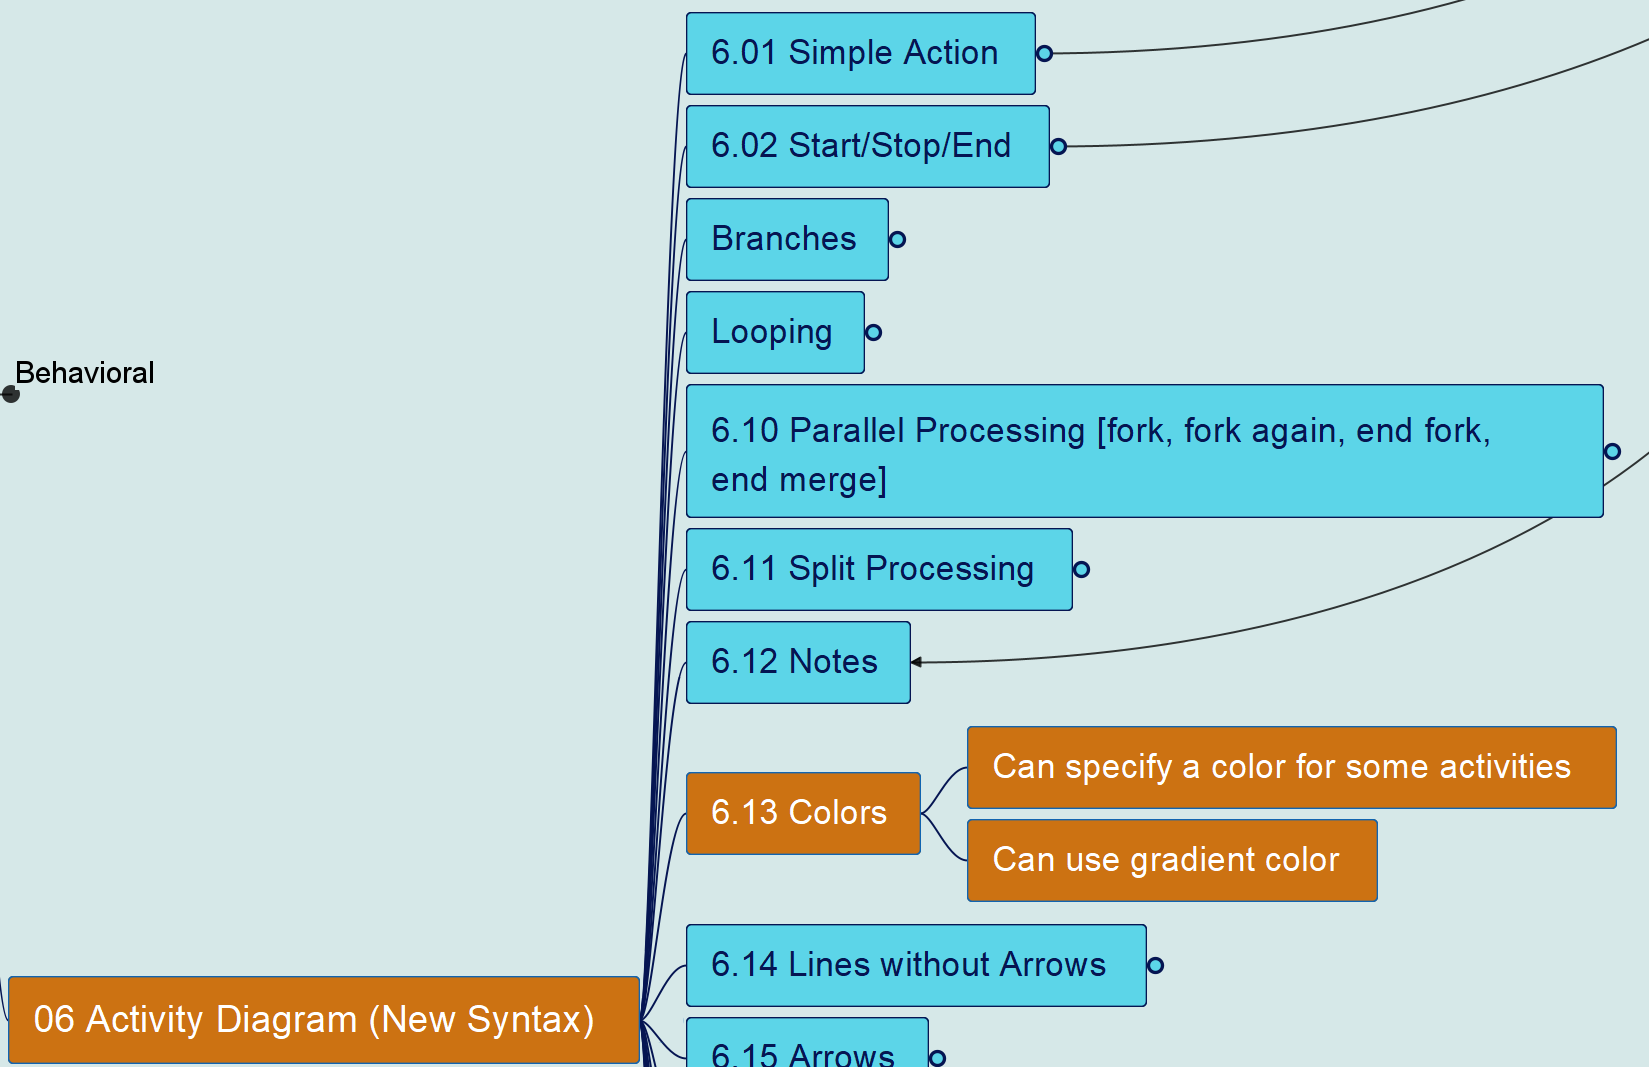 6.01 Simple Action
6.02 Start/Stop/End
Branches
Looping
Behavioral
6.10 Parallel Processing [fork, fork again, end fork,
end merge]
6.11 Split Processing
6.12 Notes
Can specify a color for some activities
6.13 Colors
Can use gradient color
6.14 Lines without Arrows
06 Activity Diagram (New Syntax)
6.15 Arrows